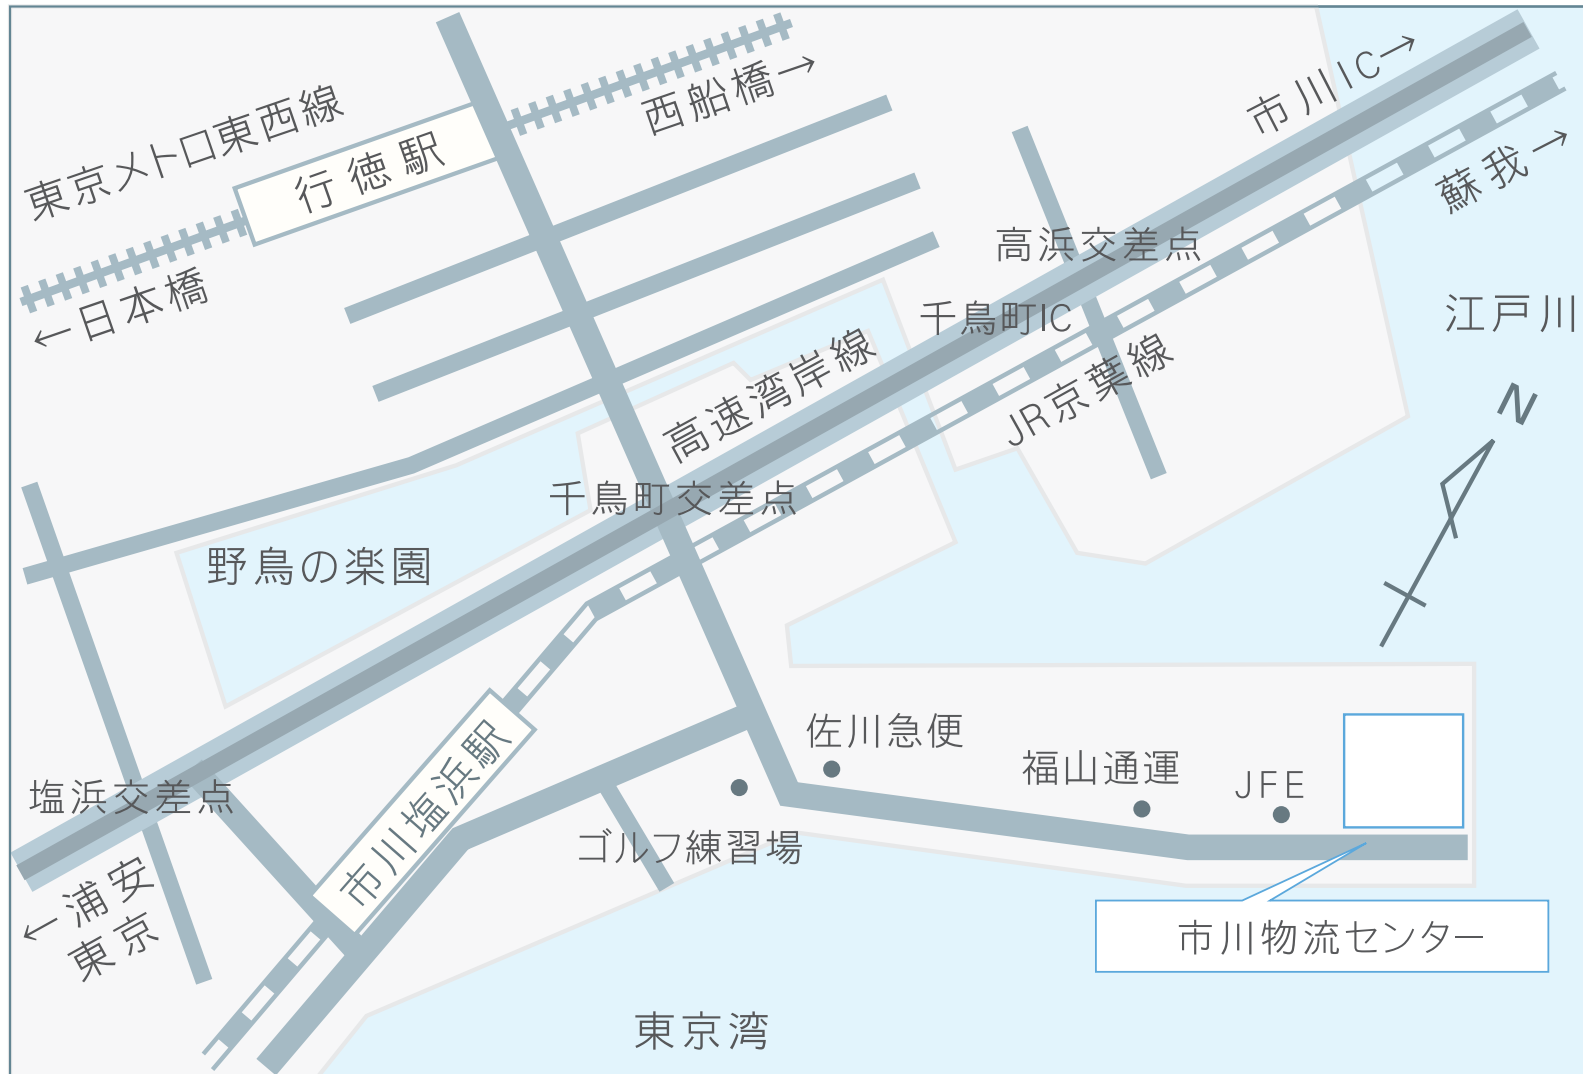 東京メトロ東西線
行徳駅
西船橋→
←日本橋
市川IC→
蘇我→
高浜交差点
千鳥町IC
江戸川
高速湾岸線
JR京葉線
N
千鳥町交差点
野鳥の楽園
塩浜交差点
市川塩浜駅
佐川急便
福山通運
JFE
ゴルフ練習場
←浦安
東京
市川物流センター
東京湾